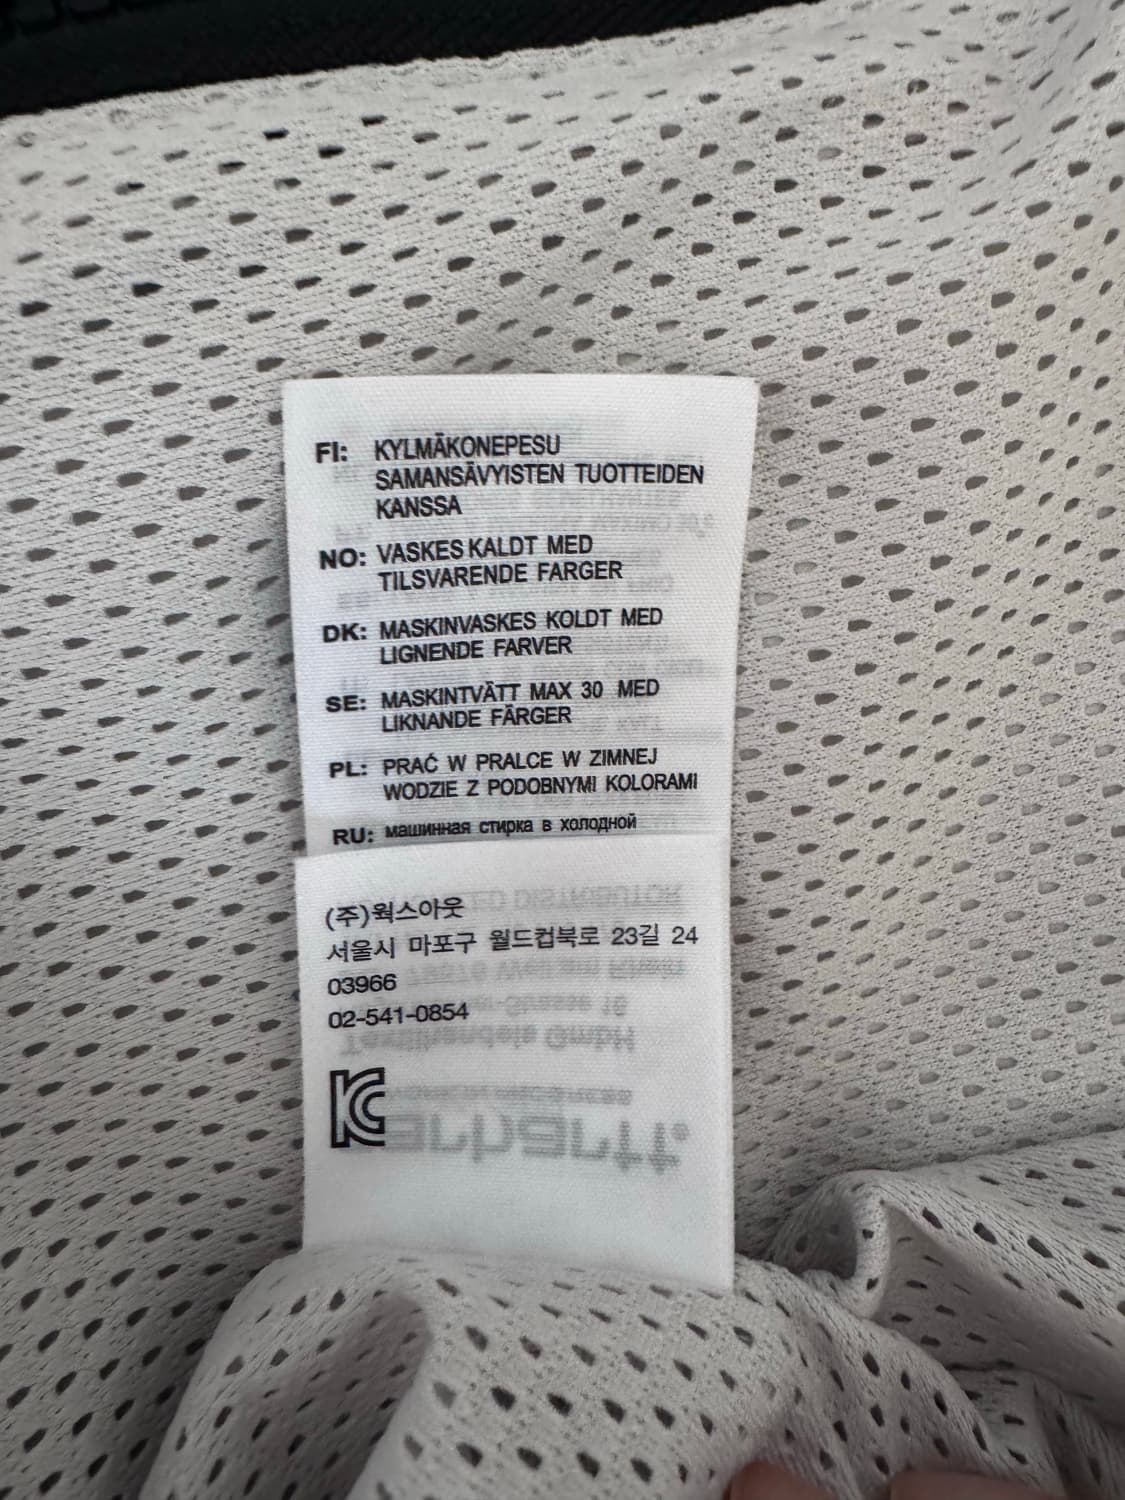 FI: KYLMÄKONEPESU
SAMANSÄVYISTEN TUOTTEIDEN
KANSSA
NO: VASKES KALDT MED
TILSVARENDE FARGER
DK: MASKINVASKES KOLDT MED
LIGNENDE FARVER
SE: MASKINTVÄTT MAX 30 MED
LIKNANDE FÄRGER
PL: PRAĆ W PRALCE W ZIMNEJ
WODZIE Z PODOBNYMI KOLORAMI
RU: машинная стирка в холодной
(주)웍스아웃
서울시 마포구 월드컵북로 23길 24
03966
02-541-0854